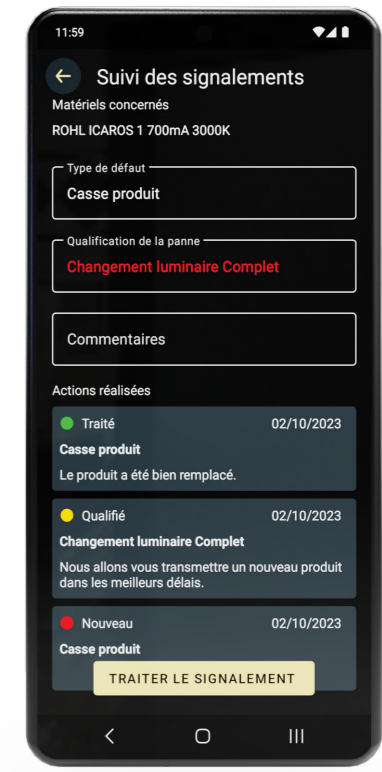 11:59
Suivi des signalements
Matériels concernés
ROHL ICAROS 1 700mA 3000K
Type de défaut
Casse produit
Qualification de la panne
Changement luminaire Complet
Commentaires
Actions réalisées
Traité 02/10/2023
Casse produit
Le produit a été bien remplacé.
Qualifié 02/10/2023
Changement luminaire Complet
Nous allons vous transmettre un nouveau produit
dans les meilleurs délais.
Nouveau 02/10/2023
Casse produit
TRAITER LE SIGNALEMENT